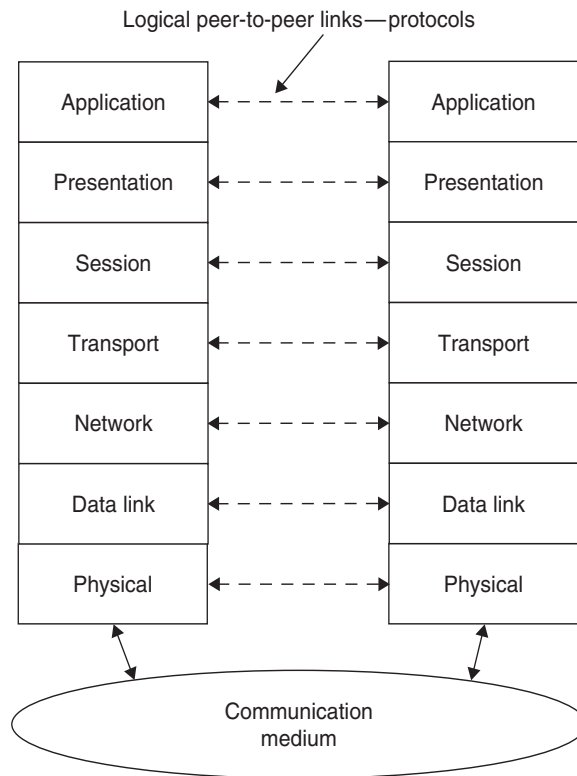 Logical peer-to-peer links—protocols
Application
Application
Presentation
Presentation
Session
Session
Transport
Transport
Network
Network
Data link
Data link
Physical
Physical
Communication
medium